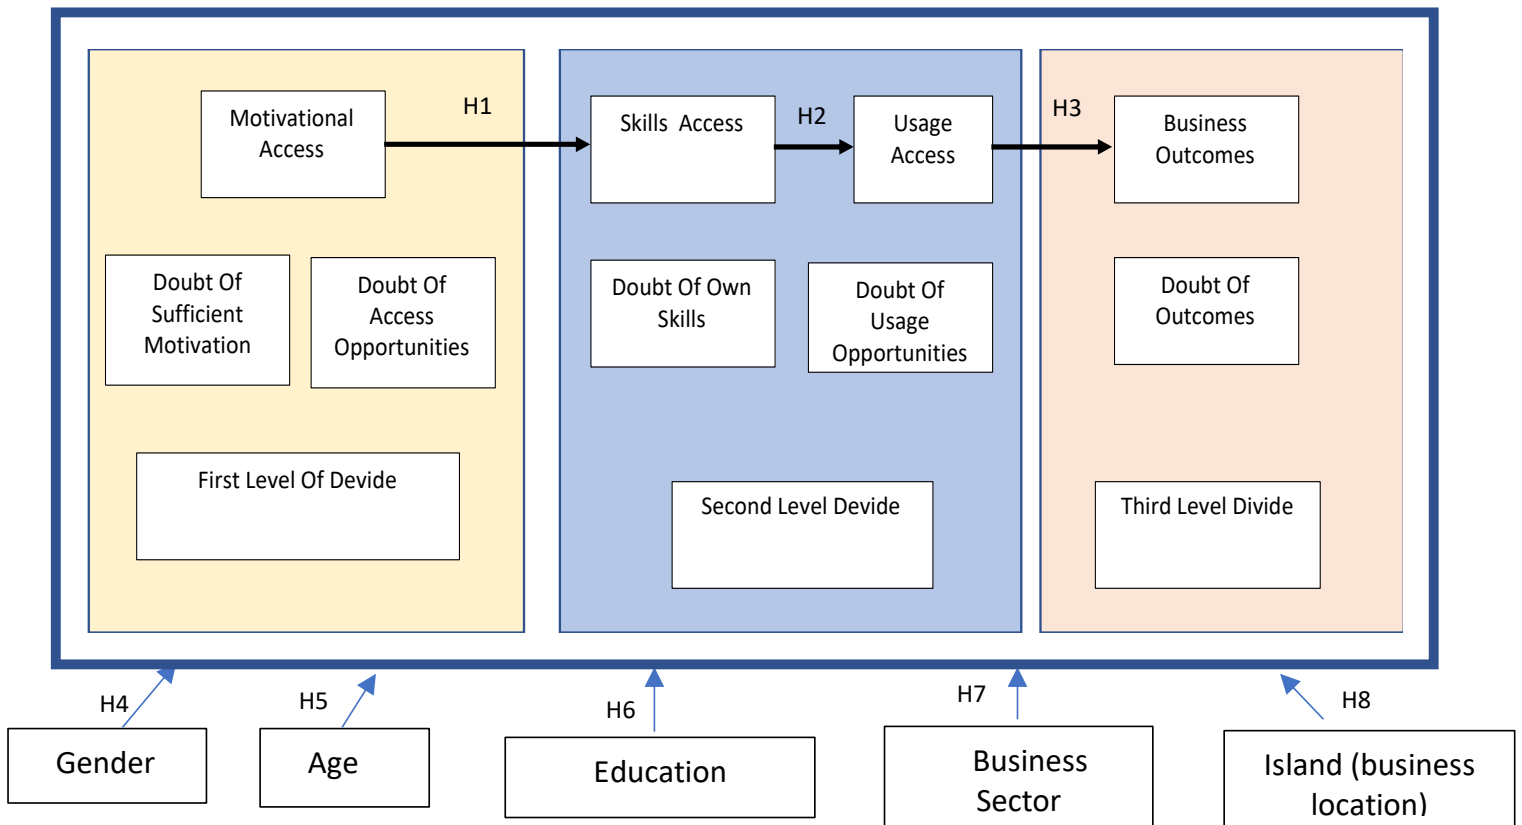 H1
H2
H3
Motivational
Access
Skills Access
Usage
Access
Business
Outcomes
Doubt Of
Sufficient
Motivation
Doubt Of
Access
Opportunities
Doubt Of Own
Skills
Doubt Of
Usage
Opportunities
Doubt Of
Outcomes
First Level Of Devide
Second Level Devide
Third Level Divide
H4
H5
H6
H7
H8
Gender
Age
Education
Business
Sector
Island (business
location)